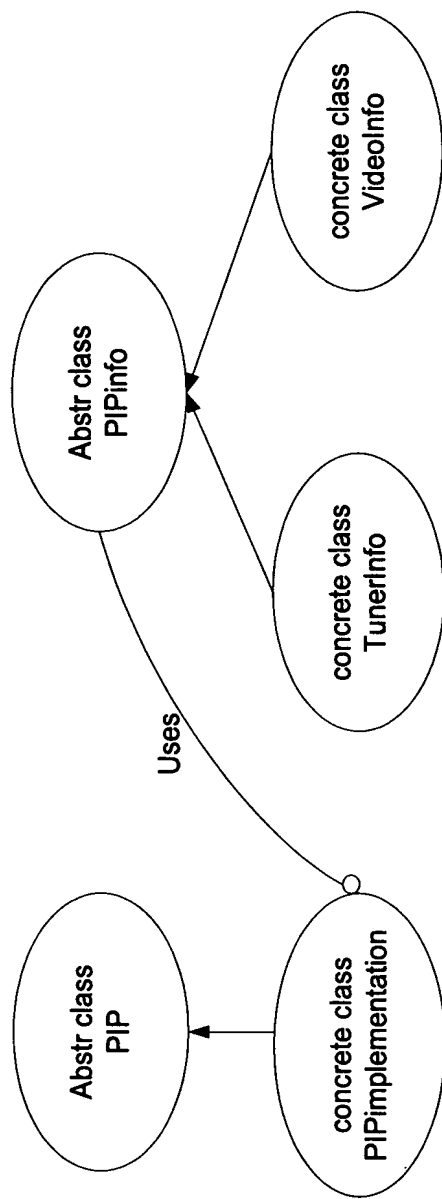 Abstr class
PIP
concrete class
PIPimplementation
Uses
Abstr class
PIPinfo
concrete class
TunerInfo
concrete class
VideoInfo